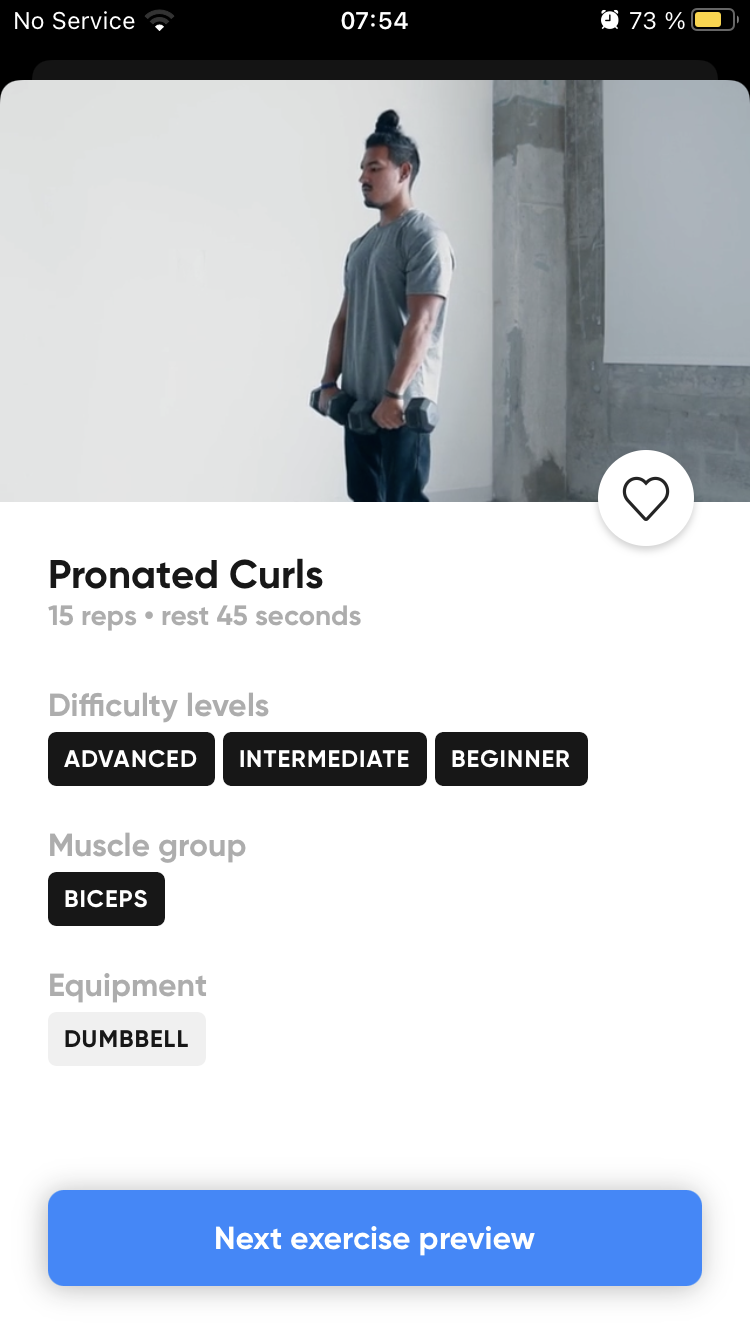 No Service 07:54 73 %
Pronated Curls
15 reps • rest 45 seconds
Difficulty levels
ADVANCED INTERMEDIATE BEGINNER
Muscle group
BICEPS
Equipment
DUMBBELL
Next exercise preview